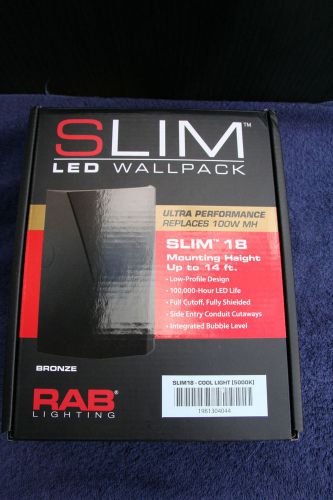 SLIM™
LED WALLPACK
ULTRA PERFORMANCE
REPLACES 100W MH
SLIM™ 18
Mounting Height
Up to 14 ft.
• Low-Profile Design
• 100,000-Hour LED Life
• Full Cutoff, Fully Shielded
• Side Entry Conduit Cutaways
• Integrated Bubble Level
BRONZE
RAB®
LIGHTING
SLIM18 - COOL LIGHT [5000K]
1981304044